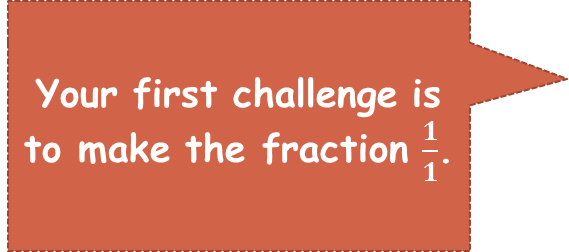 Your first challenge is
to make the fraction 1/1.